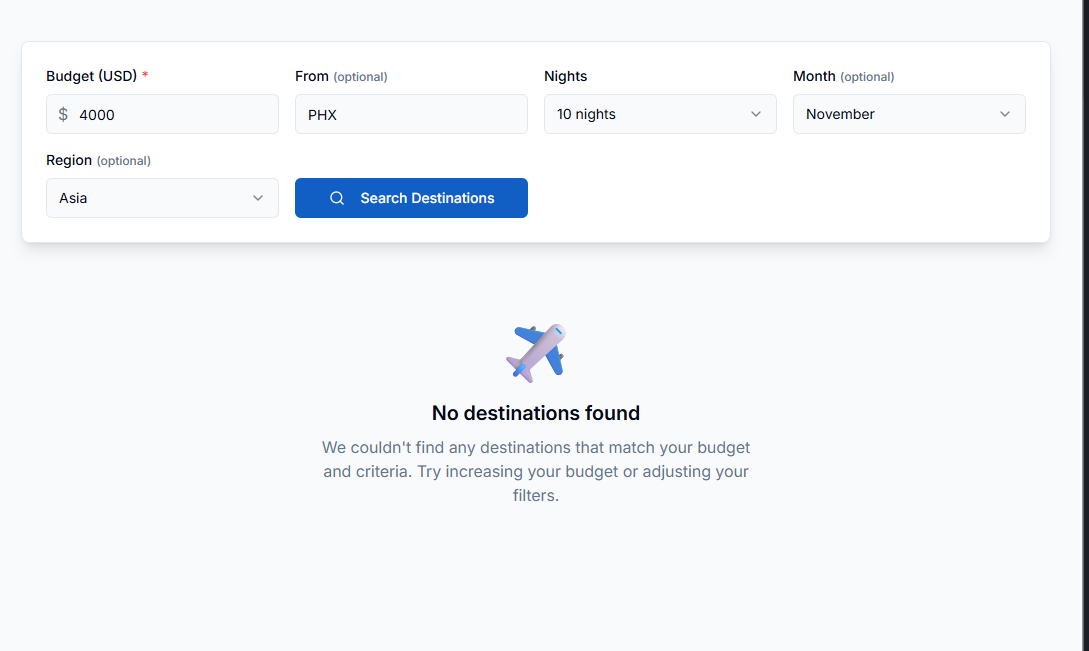 Budget (USD) *
From (optional)
Nights
Month (optional)
$ 4000
PHX
10 nights
November
Region (optional)
Asia
Search Destinations
No destinations found
We couldn't find any destinations that match your budget
and criteria. Try increasing your budget or adjusting your
filters.